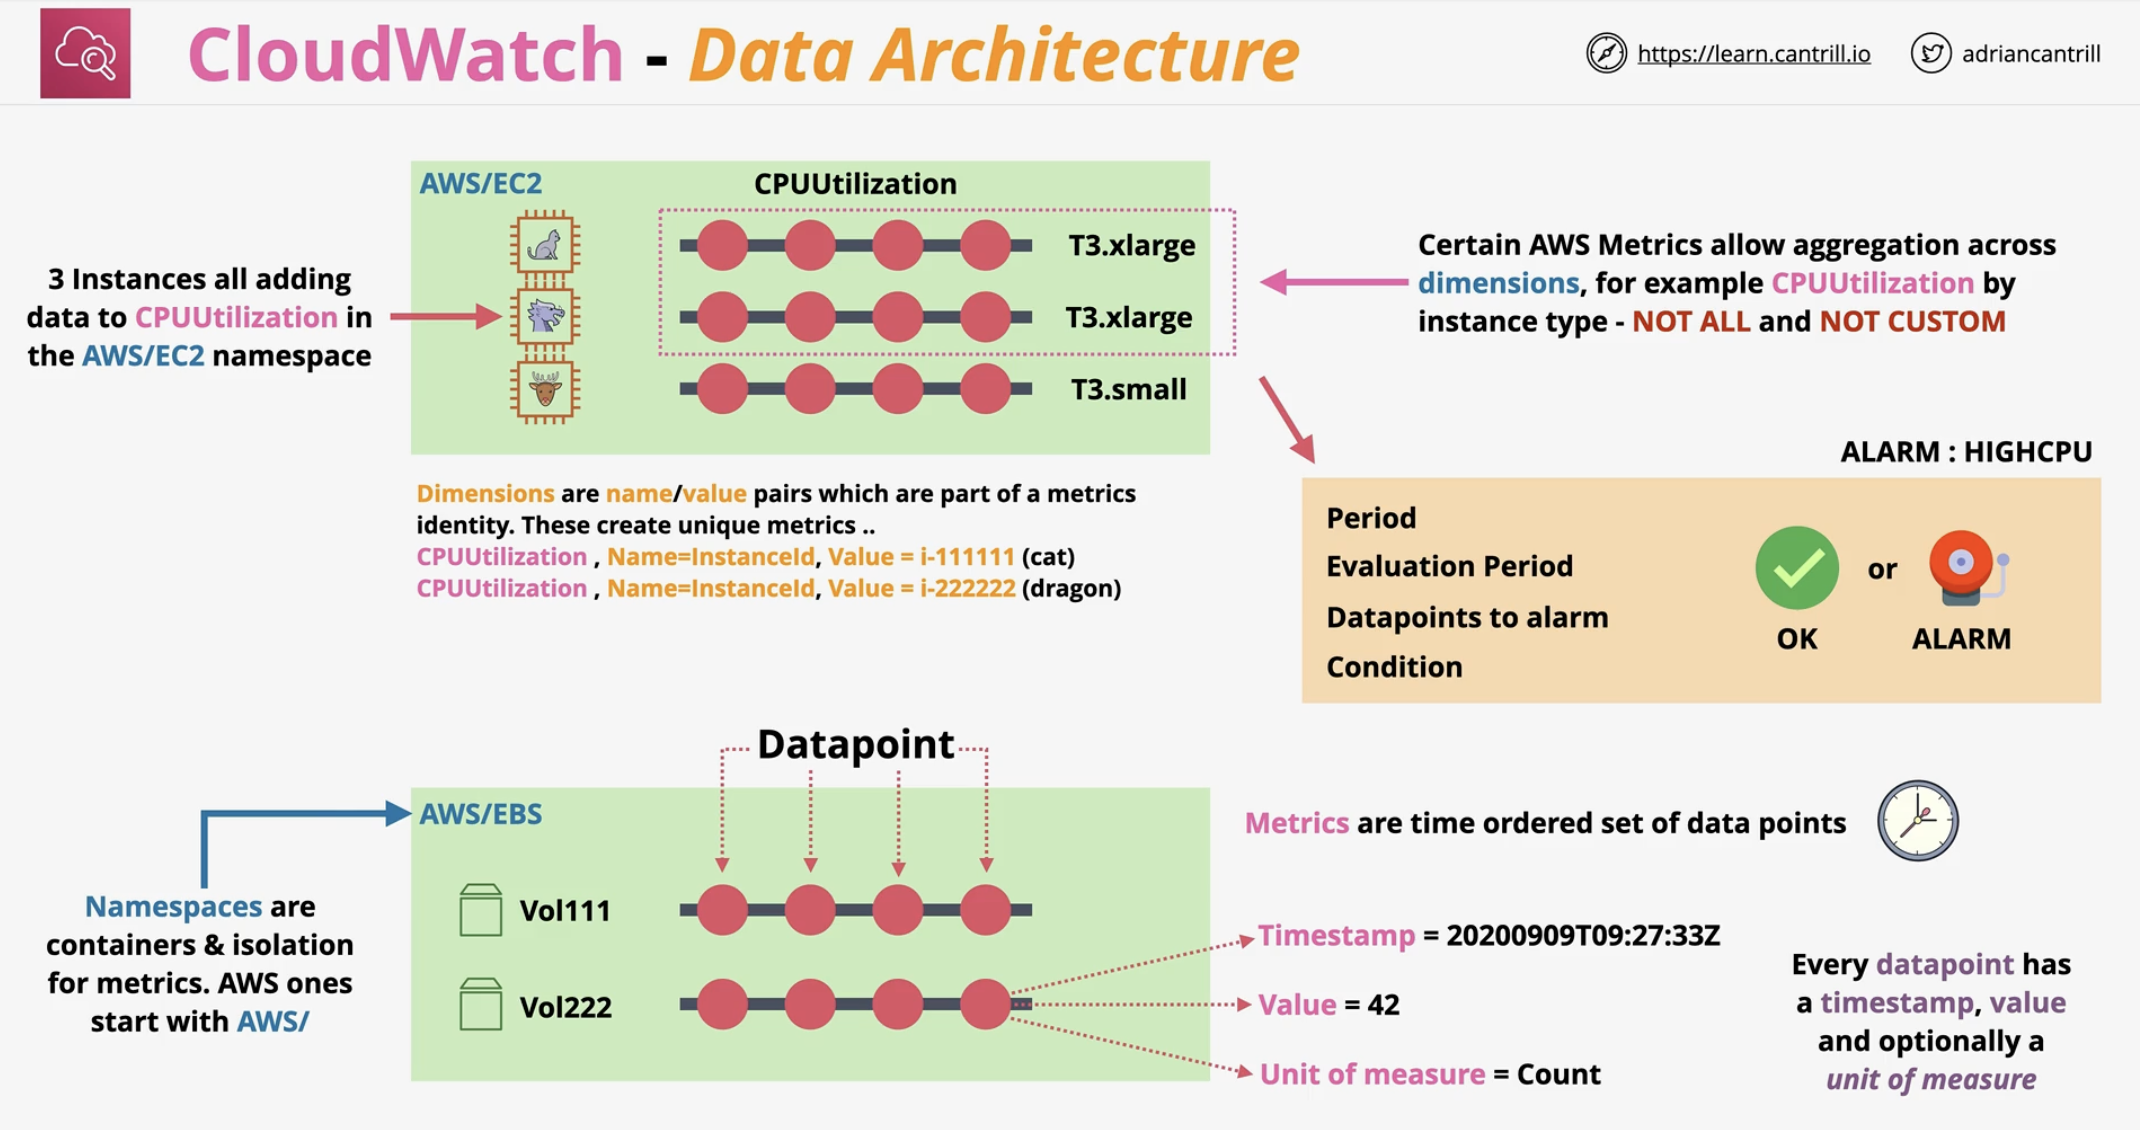 CloudWatch - Data Architecture
https://learn.cantrill.io
adriancantrill
AWS/EC2
CPUUtilization
T3.xlarge
T3.xlarge
T3.small
3 Instances all adding
data to CPUUtilization in
the AWS/EC2 namespace
Certain AWS Metrics allow aggregation across
dimensions, for example CPUUtilization by
instance type - NOT ALL and NOT CUSTOM
Dimensions are name/value pairs which are part of a metrics
identity. These create unique metrics ..
CPUUtilization , Name=InstanceId, Value = i-111111 (cat)
CPUUtilization , Name=InstanceId, Value = i-222222 (dragon)
ALARM : HIGHCPU
Period
Evaluation Period
Datapoints to alarm
Condition
OK
or
ALARM
Datapoint
AWS/EBS
Vol111
Vol222
Namespaces are
containers & isolation
for metrics. AWS ones
start with AWS/
Metrics are time ordered set of data points
Timestamp = 20200909T09:27:33Z
Value = 42
Unit of measure = Count
Every datapoint has
a timestamp, value
and optionally a
unit of measure